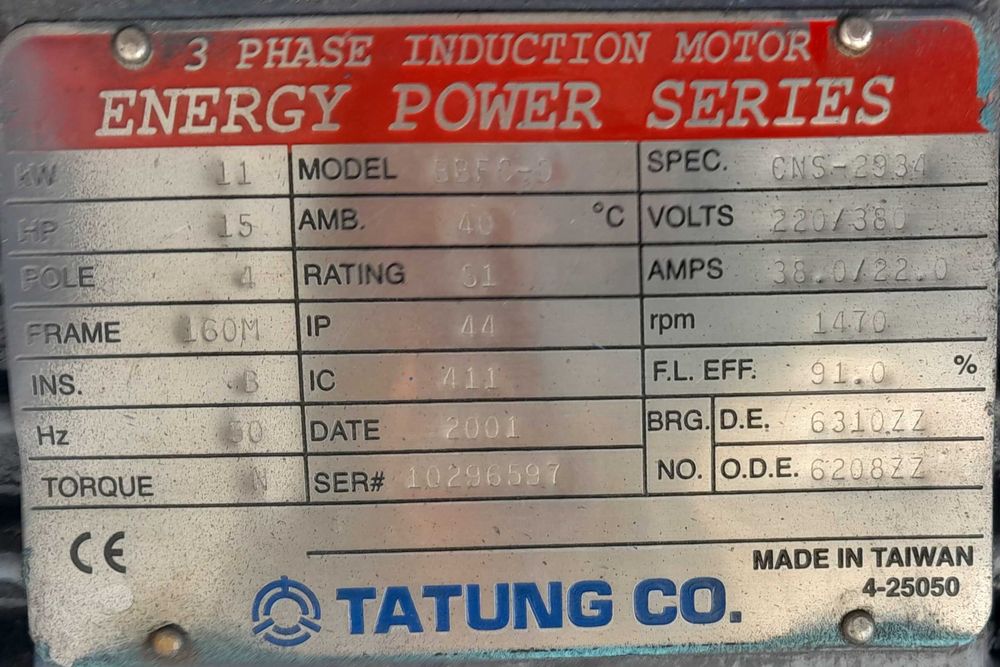 3 PHASE INDUCTION MOTOR
ENERGY POWER SERIES
KW 11 MODEL SPEC. CNS-2934
HP 15 AMB. 40 °C VOLTS 220/380
POLE 4 RATING S1 AMPS 38.0/22.0
FRAME 160M IP 44 rpm 1470
INS. B IC 411 F.L. EFF. 91.0 %
Hz 50 DATE 2001 BRG. D.E. 6310ZZ
TORQUE N SER# 10296597 NO. O.D.E. 6208ZZ
CE
MADE IN TAIWAN
4-25050
TATUNG CO.